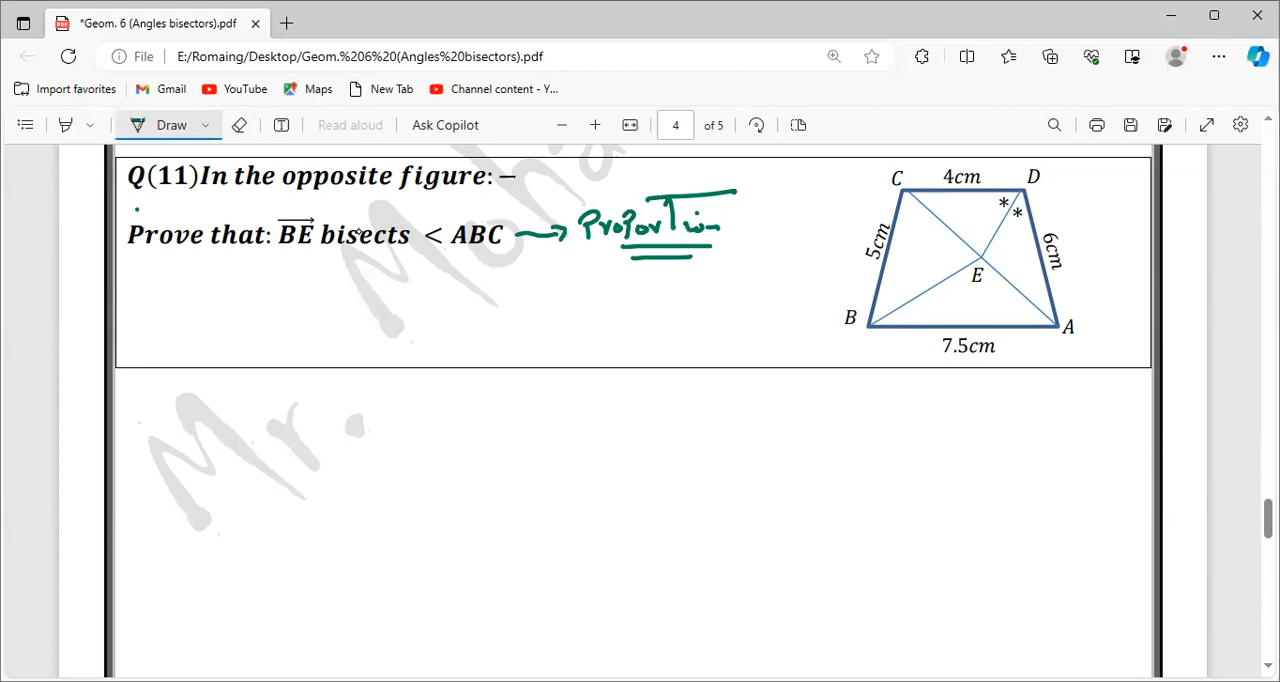 *Geom. 6 (Angles bisectors).pdf
File E:/Romaing/Desktop/Geom.%206%20(Angles%20bisectors).pdf
Import favorites Gmail YouTube Maps New Tab Channel content - Y...
Draw Read aloud Ask Copilot 4 of 5
Q(11)In the opposite figure: −
Prove that: BE bisects < ABC → Proportion
C 4cm D
* *
5cm 6cm
E
B A
7.5cm
Moha
Mr.